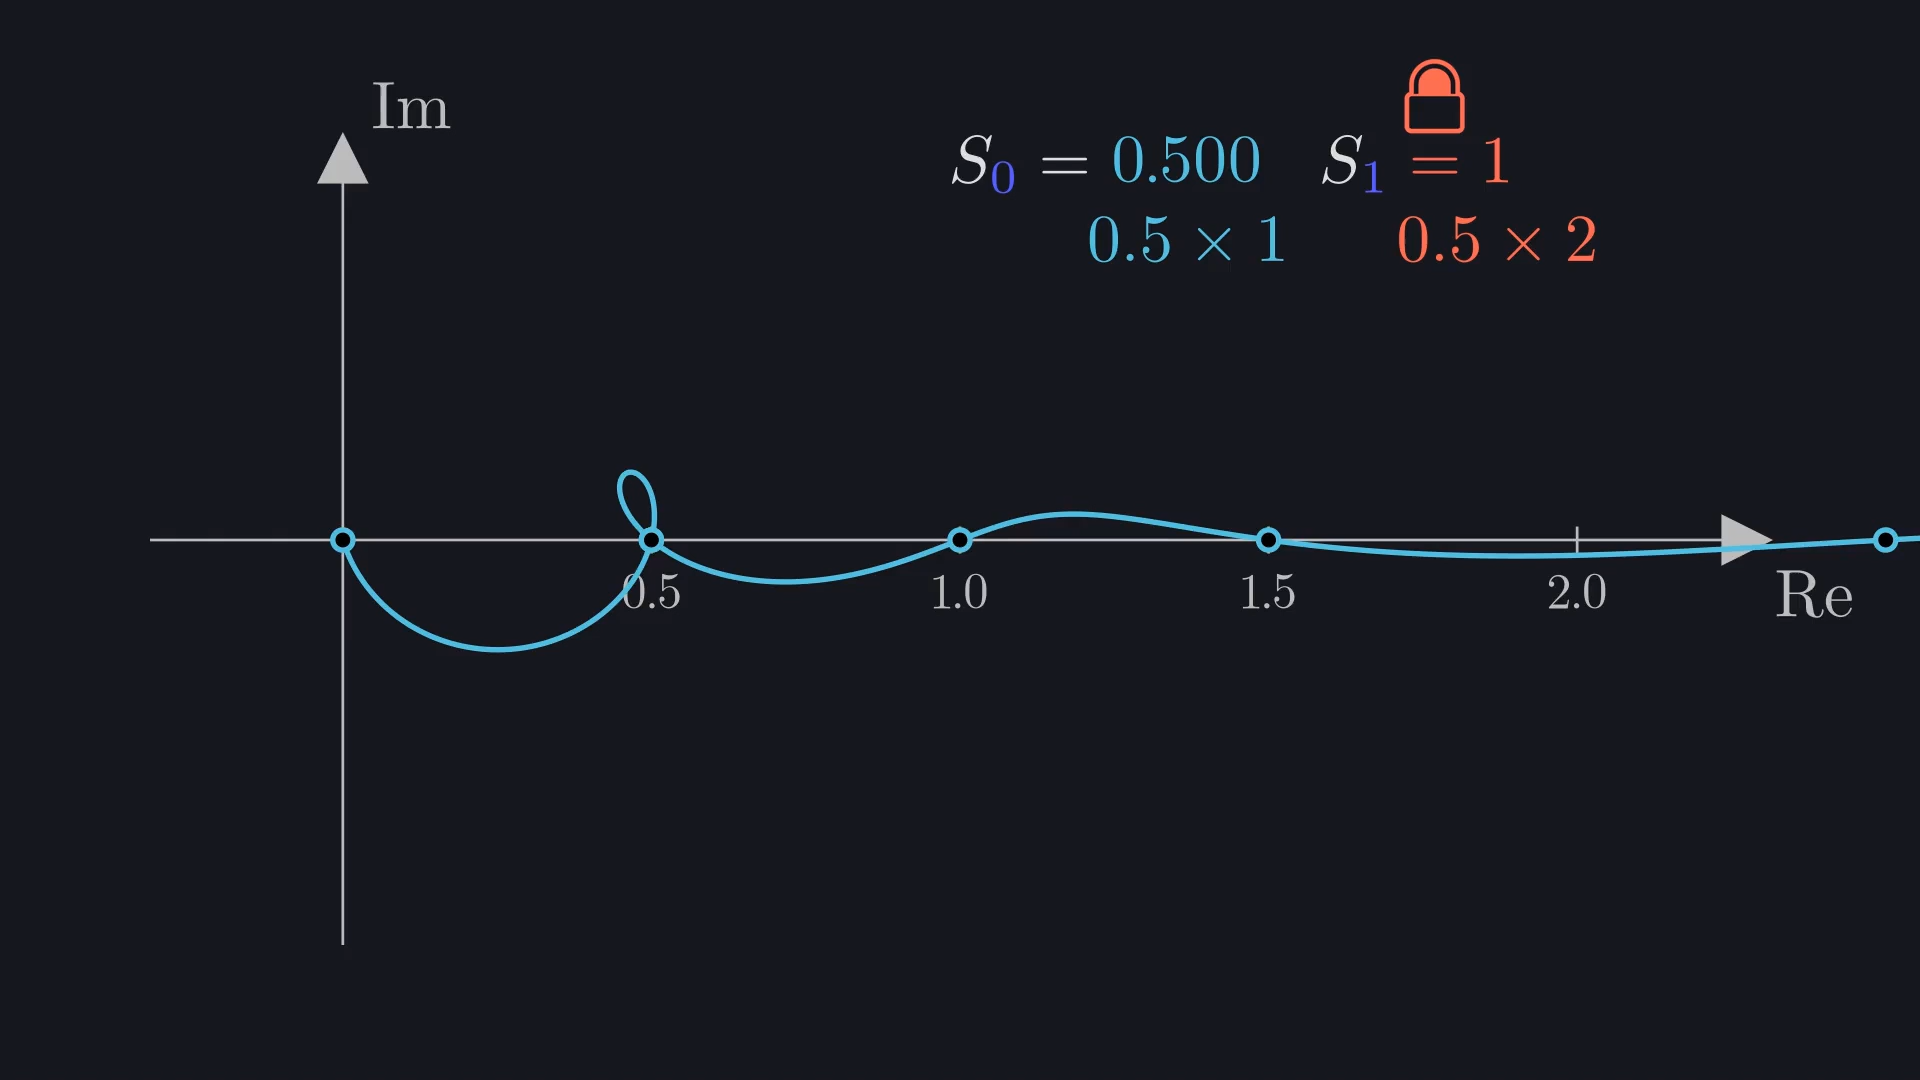 Im
S₀ = 0.500 S₁ = 1
0.5 × 1 0.5 × 2
0.5 1.0 1.5 2.0
Re